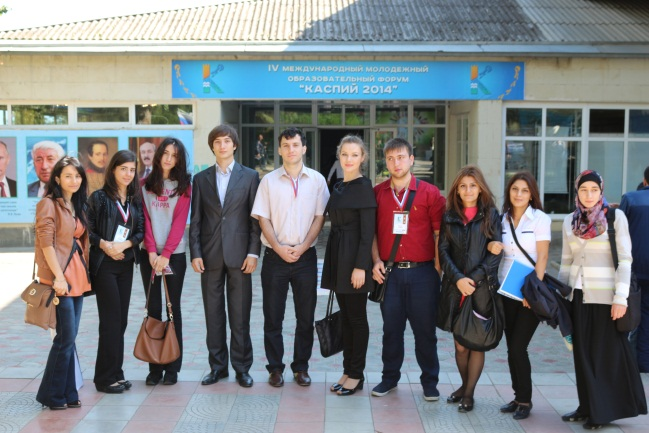 IV МЕЖДУНАРОДНЫЙ МОЛОДЕЖНЫЙ
ОБРАЗОВАТЕЛЬНЫЙ ФОРУМ
"КАСПИЙ 2014"